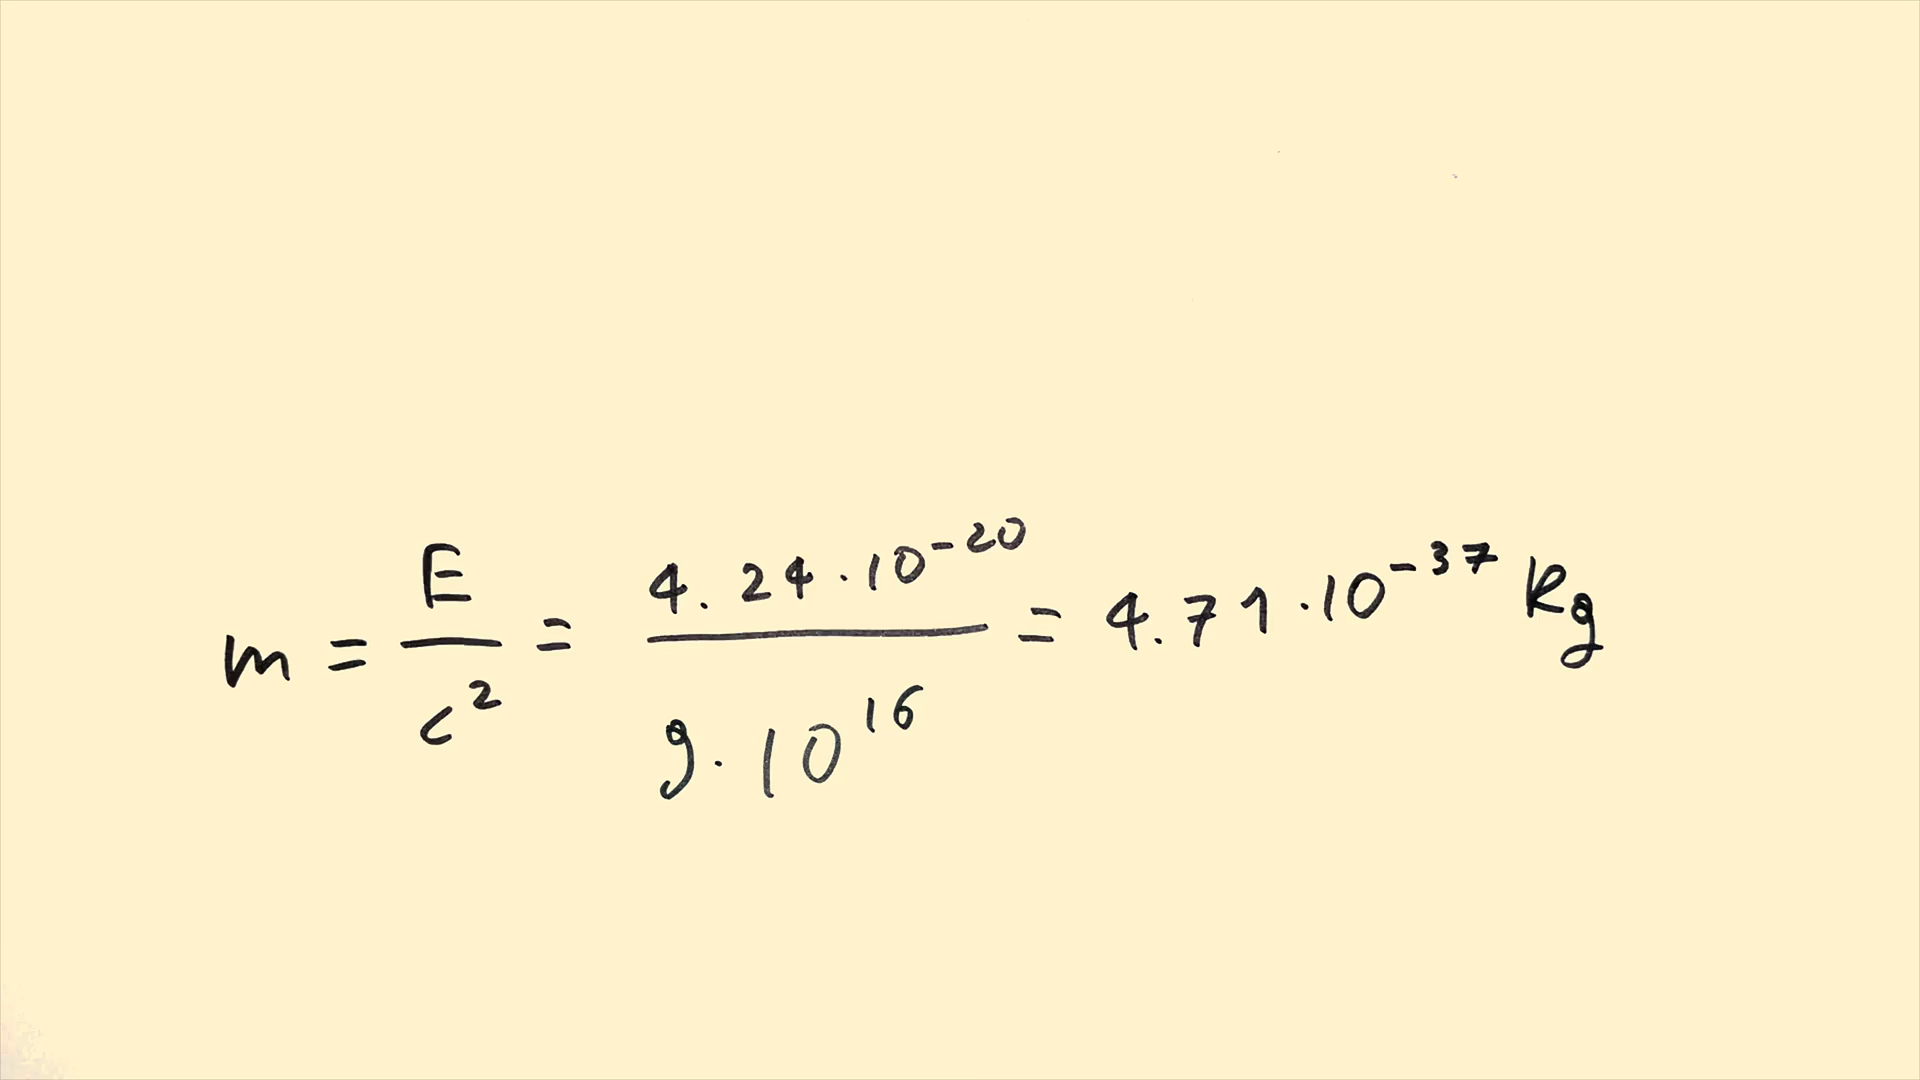 m = E/c² = 4.24·10⁻²⁰/9·10¹⁶ = 4.71·10⁻³⁷ Kg